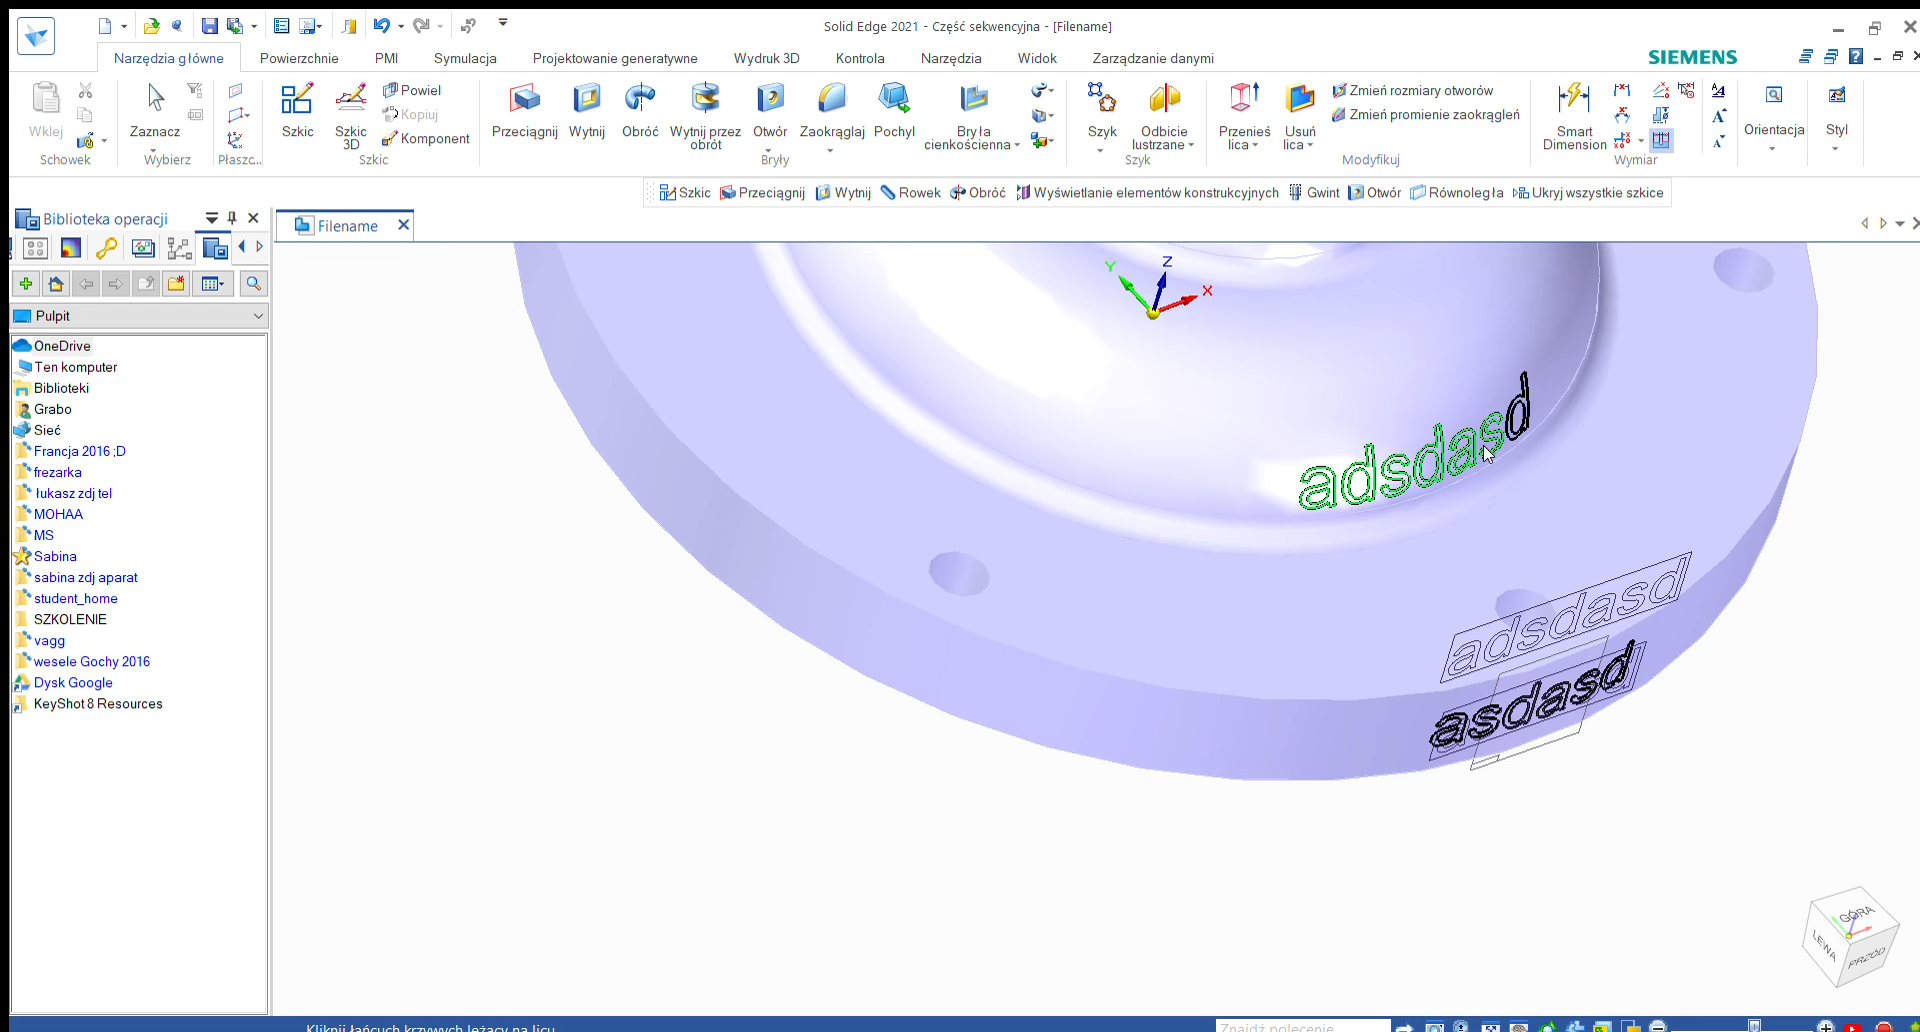 Solid Edge 2021 - Część sekwencyjna - [Filename]
Narzędzia główne Powierzchnie PMI Symulacja Projektowanie generatywne Wydruk 3D Kontrola Narzędzia Widok Zarządzanie danymi
SIEMENS
Wklej
Schowek
Zaznacz
Wybierz
Płaszc...
Szkic
Szkic 3D
Powiel
Kopiuj
Komponent
Szkic
Przeciągnij
Wytnij
Obróć
Wytnij przez obrót
Otwór
Zaokrąglaj
Pochyl
Bryła cienkościenna
Bryły
Szyk
Odbicie lustrzane
Szyk
Przenieś lica
Usuń lica
Zmień rozmiary otworów
Zmień promienie zaokrągleń
Modyfikuj
Smart Dimension
Wymiar
Orientacja
Styl
Szkic Przeciągnij Wytnij Rowek Obróć Wyświetlanie elementów konstrukcyjnych Gwint Otwór Równoległa Ukryj wszystkie szkice
Biblioteka operacji
Filename
Pulpit
OneDrive
Ten komputer
Biblioteki
Grabo
Sieć
Francja 2016 ;D
frezarka
łukasz zdj tel
MOHAA
MS
Sabina
sabina zdj aparat
student_home
SZKOLENIE
vagg
wesele Gochy 2016
Dysk Google
KeyShot 8 Resources
Y
Z
X
adsdasd
adsdasd
asdasd
GÓRA
LEWA
PRZÓD
Kliknij łańcuch krzywych leżący na licu
Znajdź polecenie